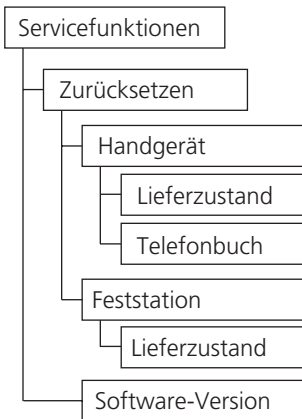 Servicefunktionen
Zurücksetzen
Handgerät
Lieferzustand
Telefonbuch
Feststation
Lieferzustand
Software-Version